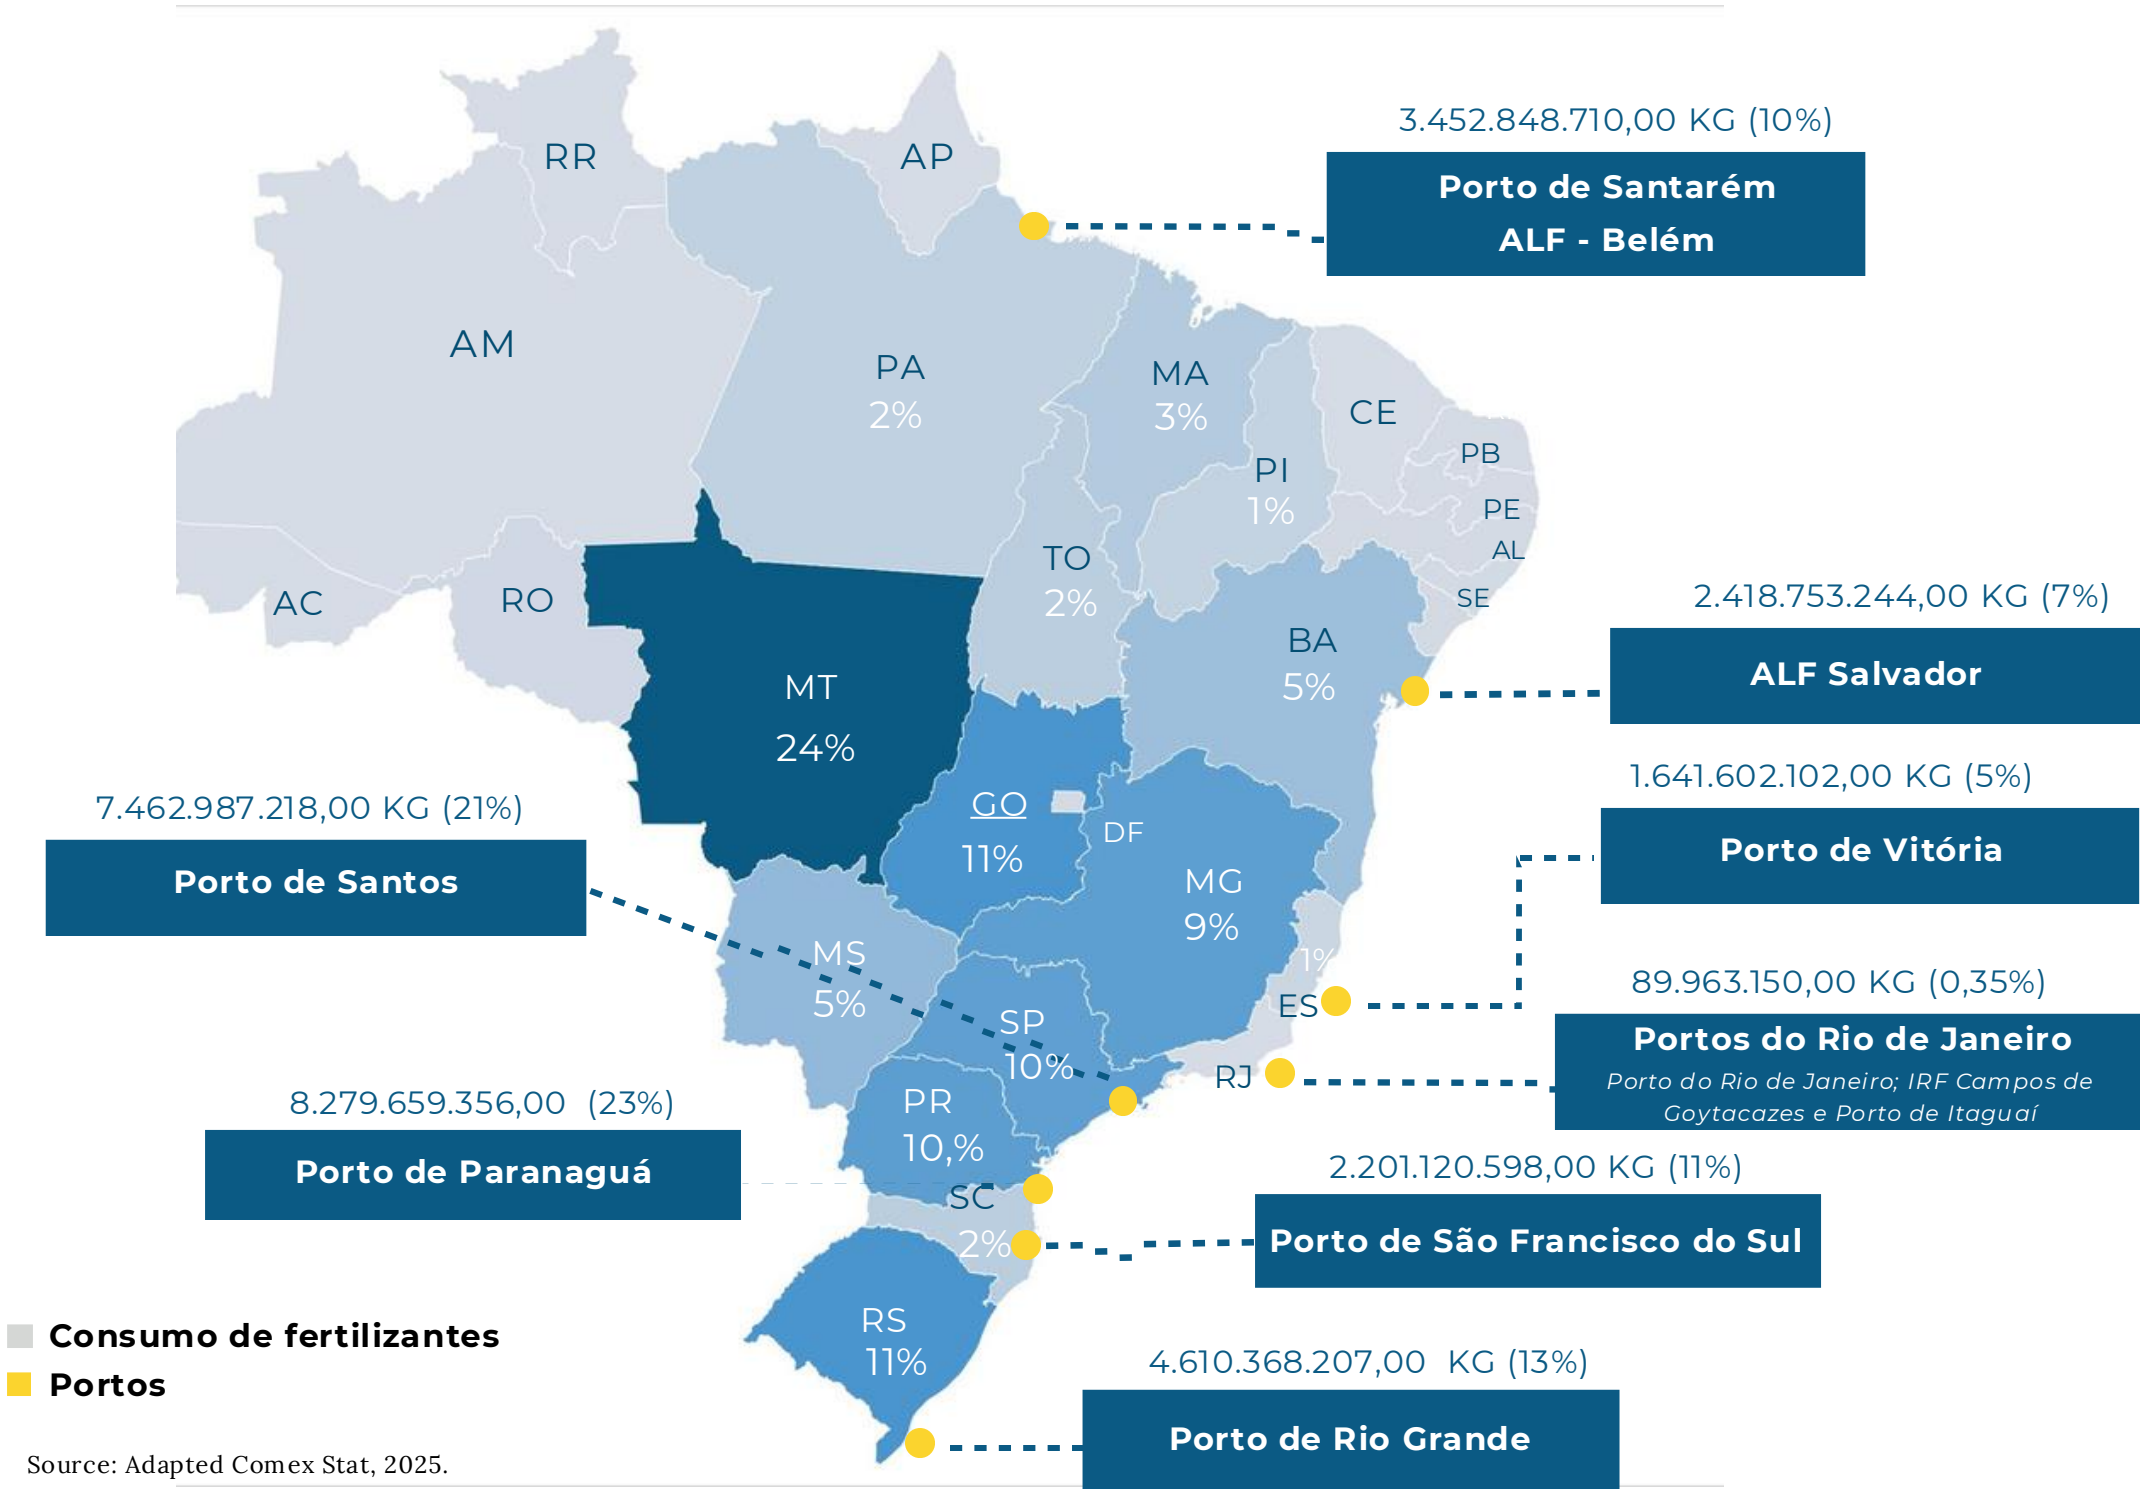 3.452.848.710,00 KG (10%)
Porto de Santarém
ALF - Belém
RR
AP
AM
PA
2%
MA
3%
CE
PI
1%
PB
PE
AL
SE
TO
2%
AC
RO
BA
5%
2.418.753.244,00 KG (7%)
ALF Salvador
MT
24%
1.641.602.102,00 KG (5%)
Porto de Vitória
7.462.987.218,00 KG (21%)
Porto de Santos
GO
11%
DF
MG
9%
MS
5%
1%
ES
89.963.150,00 KG (0,35%)
Portos do Rio de Janeiro
Porto do Rio de Janeiro; IRF Campos de
Goytacazes e Porto de Itaguaí
SP
10%
RJ
8.279.659.356,00 (23%)
Porto de Paranaguá
PR
10,%
2.201.120.598,00 KG (11%)
Porto de São Francisco do Sul
SC
2%
RS
11%
4.610.368.207,00 KG (13%)
Porto de Rio Grande
Consumo de fertilizantes
Portos
Source: Adapted Comex Stat, 2025.